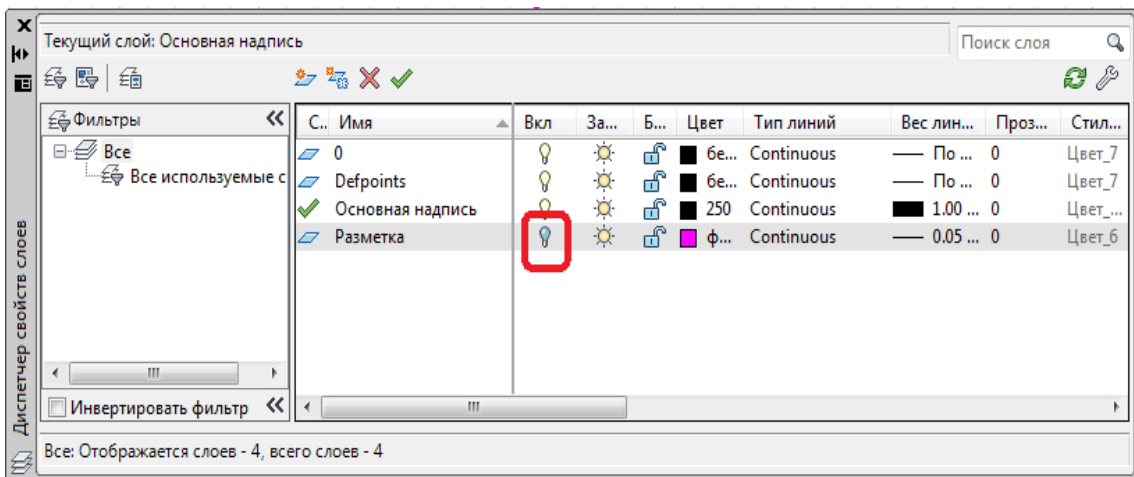 Текущий слой: Основная надпись
Поиск слоя
Фильтры
С.. Имя Вкл За... Б... Цвет Тип линий Вес лин... Проз... Стил...
Все
Все используемые с
0 бе... Continuous По ... 0 Цвет_7
Defpoints бе... Continuous По ... 0 Цвет_7
Основная надпись 250 Continuous 1.00 ... 0 Цвет_...
Разметка ф... Continuous 0.05 ... 0 Цвет_6
Инвертировать фильтр
Все: Отображается слоев - 4, всего слоев - 4
Диспетчер свойств слоев